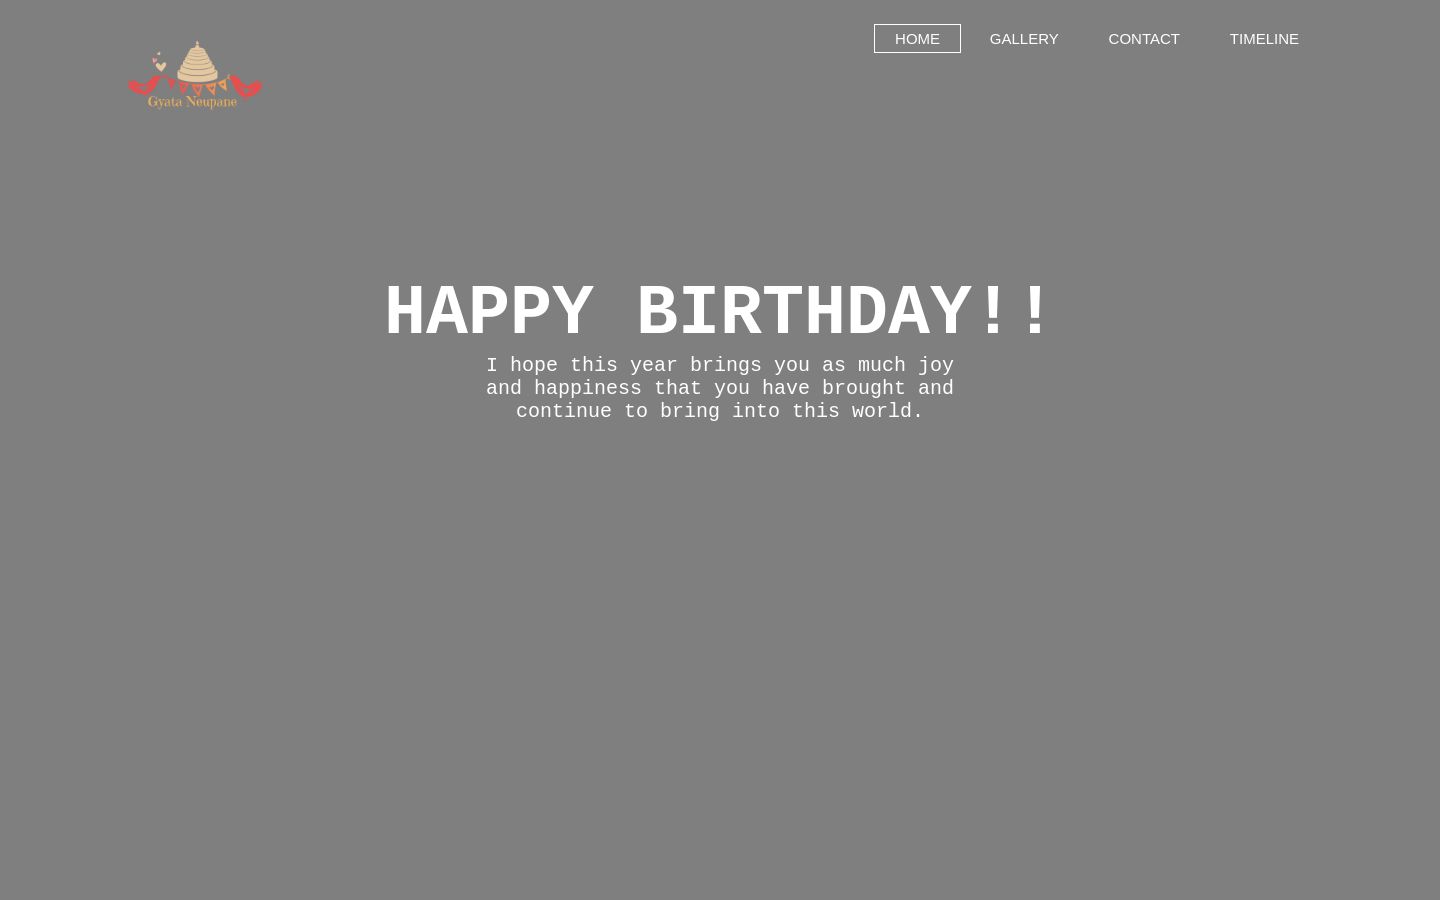 HOME GALLERY CONTACT TIMELINE
Gyata Neupane
HAPPY BIRTHDAY!!
I hope this year brings you as much joy
and happiness that you have brought and
continue to bring into this world.